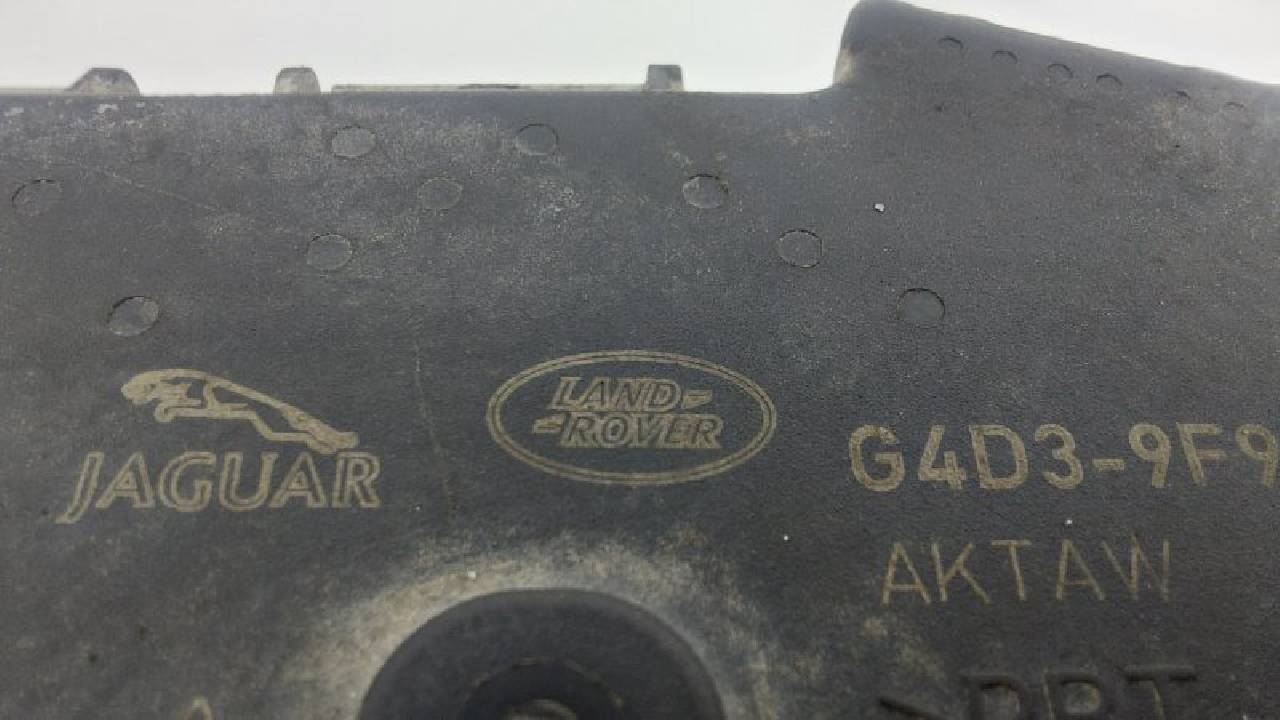 JAGUAR
LAND
ROVER
G4D3-9F9
AKTAW